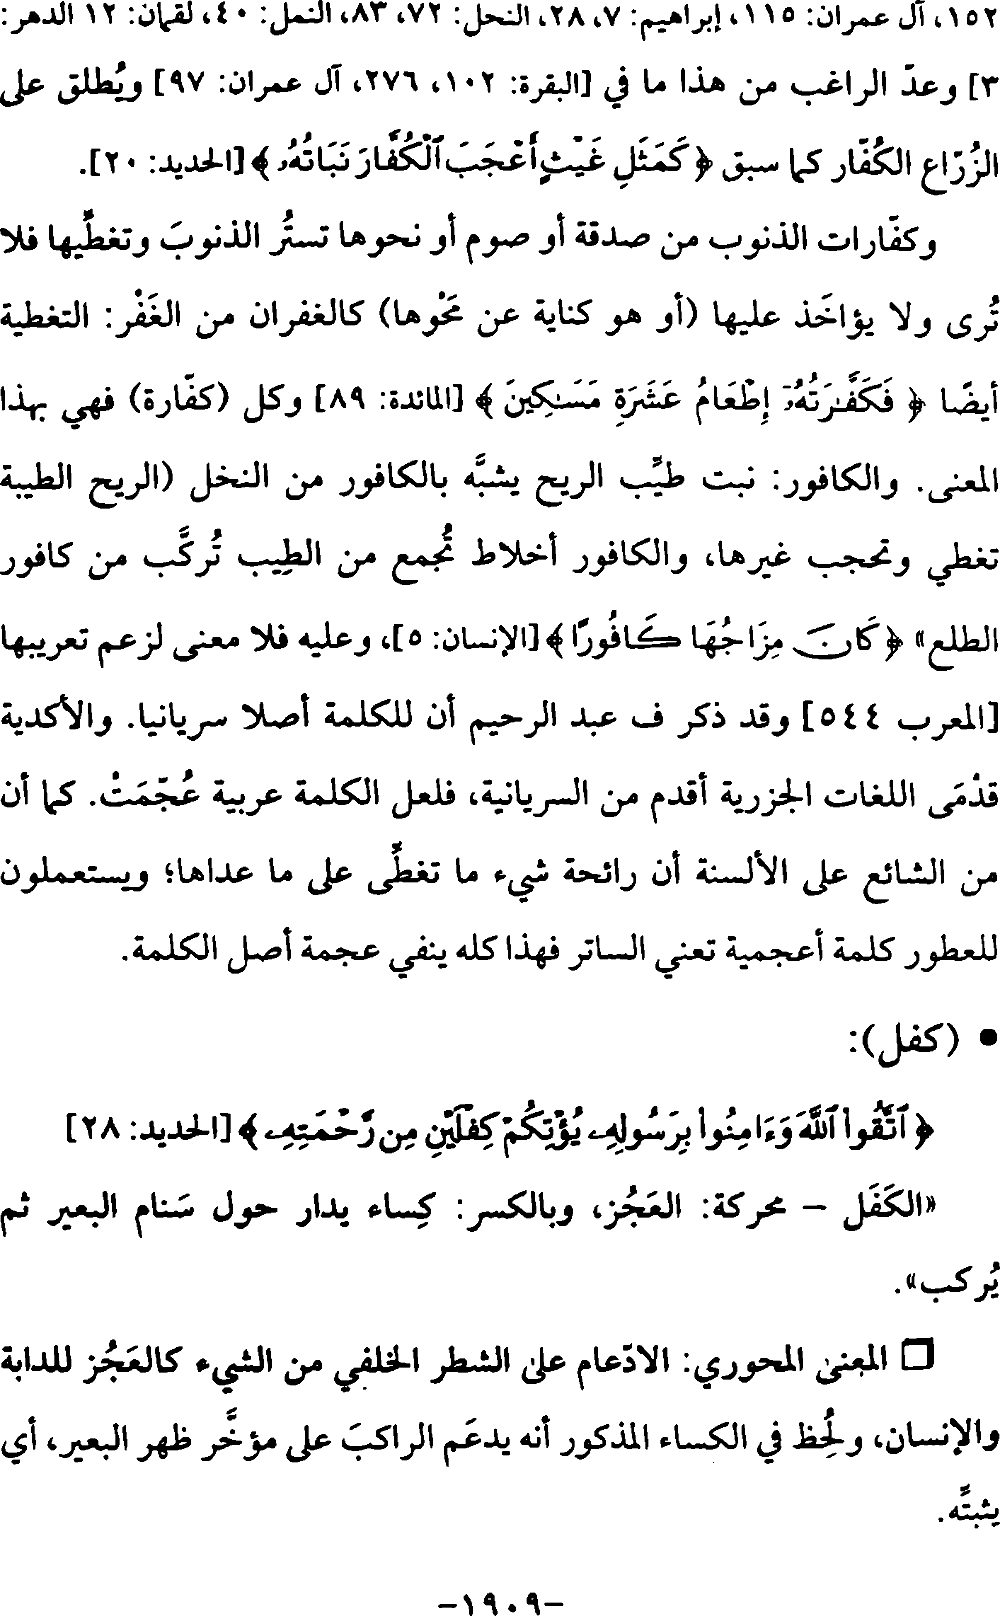 ١٥٢، آل عمران: ١١٥، إبراهيم: ٧، ٢٨، النحل: ٧٢، ٨٣، النمل: ٤٠، لقمان: ١٢ الدهر:
٣] وعدّ الراغب من هذا ما في [البقرة: ١٠٢، ٢٧٦، آل عمران: ٩٧] ويُطلق على
الزُرّاع الكُفّار كما سبق ﴿ كَمَثَلِ غَيْثٍ أَعْجَبَ ٱلْكُفَّارَ نَبَاتُهُۥ ﴾ [الحديد: ٢٠].
وكفّارات الذنوب من صدقة أو صوم أو نحوها تستُر الذنوبَ وتغطِّيها فلا
تُرى ولا يؤاخَذ عليها (أو هو كناية عن مَحْوها) كالغفران من الغَفْر: التغطية
أيضًا ﴿ فَكَفَّـٰرَتُهُۥٓ إِطْعَامُ عَشَرَةِ مَسَـٰكِينَ ﴾ [المائدة: ٨٩] وكل (كفّارة) فهي بهذا
المعنى. والكافور: نبت طيِّب الريح يشبَّه بالكافور من النخل (الريح الطيبة
تغطي وتحجب غيرها، والكافور أخلاط تُجمع من الطِيب تُركَّب من كافور
الطلع» ﴿ كَانَ مِزَاجُهَا كَافُورًا ﴾ [الإنسان: ٥]، وعليه فلا معنى لزعم تعريبها
[المعرب ٥٤٤] وقد ذكر ف عبد الرحيم أن للكلمة أصلا سريانيا. والأكدية
قدْمَى اللغات الجزرية أقدم من السريانية، فلعل الكلمة عربية عُجّمَتْ. كما أن
من الشائع على الألسنة أن رائحة شيء ما تغطِّى على ما عداها؛ ويستعملون
للعطور كلمة أعجمية تعني الساتر فهذا كله ينفي عجمة أصل الكلمة.
• (كفل):
﴿ ٱتَّقُوا۟ ٱللَّهَ وَءَامِنُوا۟ بِرَسُولِهِۦ يُؤْتِكُمْ كِفْلَيْنِ مِن رَّحْمَتِهِۦ ﴾ [الحديد: ٢٨]
«الكَفَل – محركة: العَجُز، وبالكسر: كِساء يدار حول سَنام البعير ثم
يُركب».
❒ المعنى المحوري: الادّعام على الشطر الخلفي من الشيء كالعَجُز للدابة
والإنسان، ولُحِظ في الكساء المذكور أنه يدعَم الراكبَ على مؤخَّر ظهر البعير، أي
يثبتَّه.
-١٩٠٩-